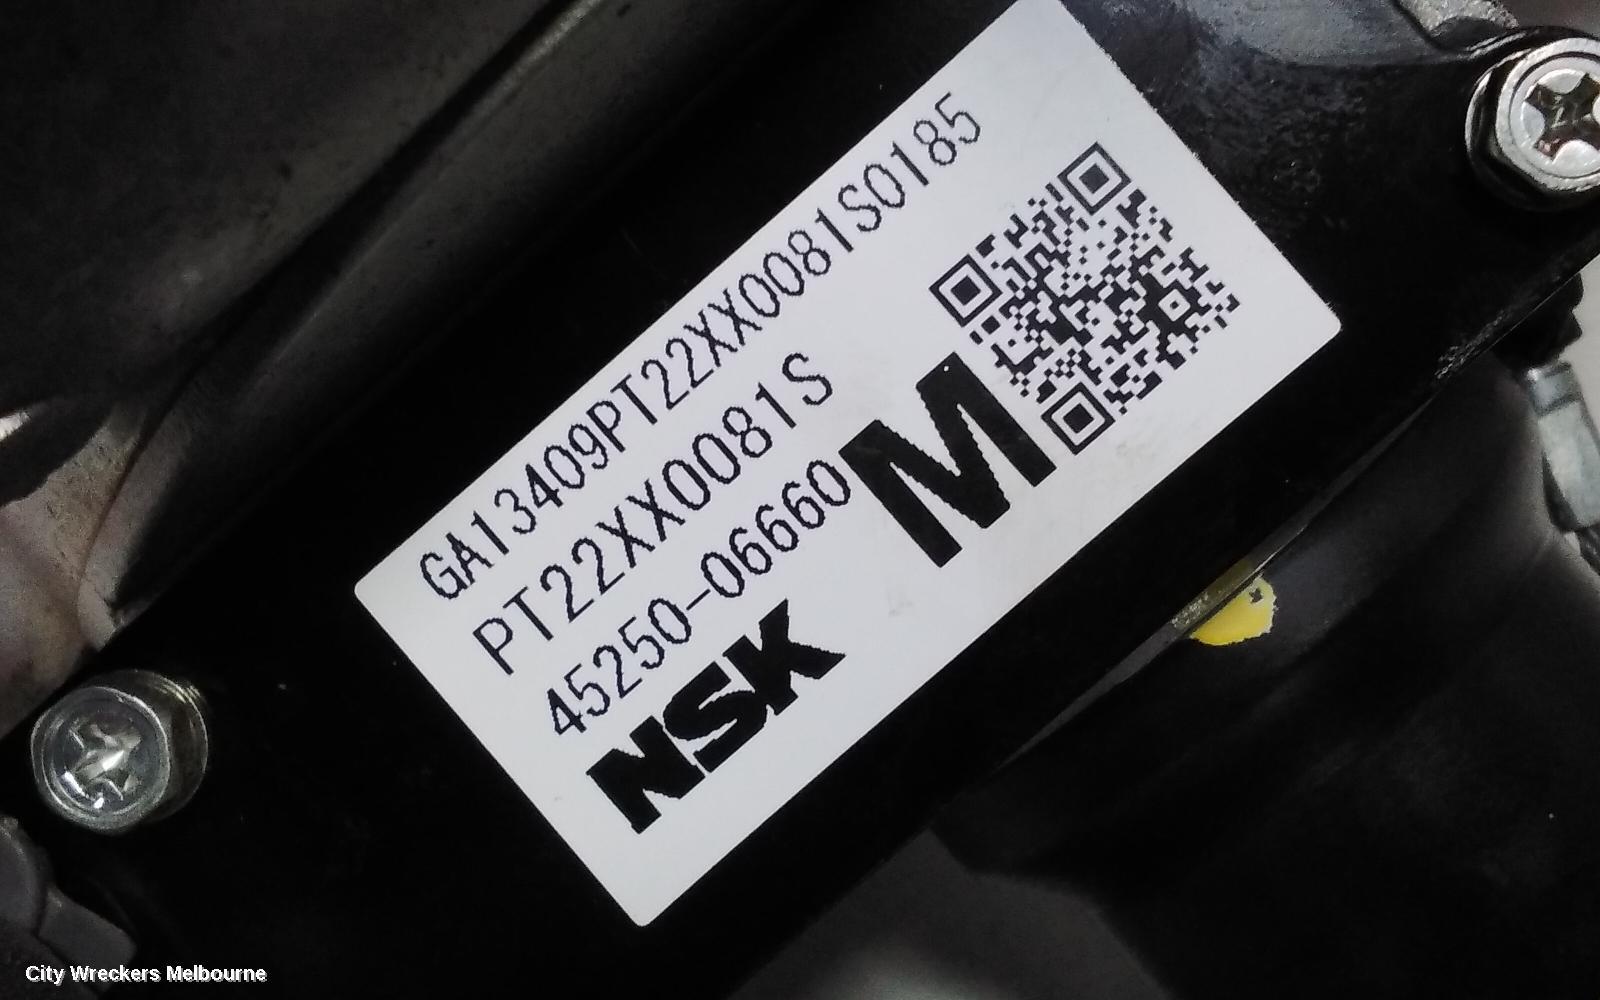 GA13409PT22XX0081S0185
PT22XX0081S
45250-06660
M
NSK
City Wreckers Melbourne